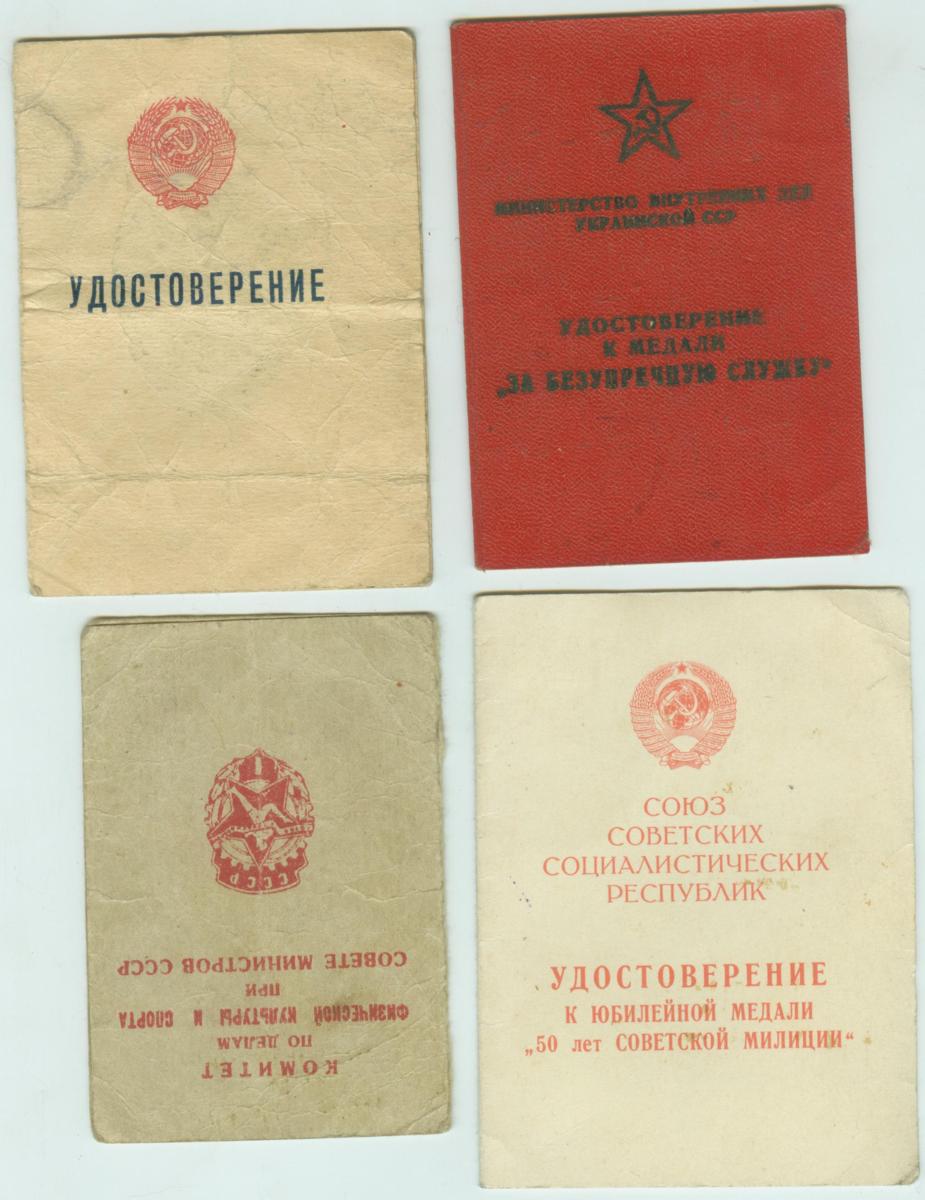 УДОСТОВЕРЕНИЕ
МИНИСТЕРСТВО ВНУТРЕННИХ ДЕЛ
УКРАИНСКОЙ ССР
УДОСТОВЕРЕНИЕ
К МЕДАЛИ
„ЗА БЕЗУПРЕЧНУЮ СЛУЖБУ“
КОМИТЕТ
ПО ДЕЛАМ
ФИЗИЧЕСКОЙ КУЛЬТУРЫ И СПОРТА
ПРИ
СОВЕТЕ МИНИСТРОВ СССР
СССР
I
СОЮЗ
СОВЕТСКИХ
СОЦИАЛИСТИЧЕСКИХ
РЕСПУБЛИК
УДОСТОВЕРЕНИЕ
К ЮБИЛЕЙНОЙ МЕДАЛИ
„50 лет СОВЕТСКОЙ МИЛИЦИИ“